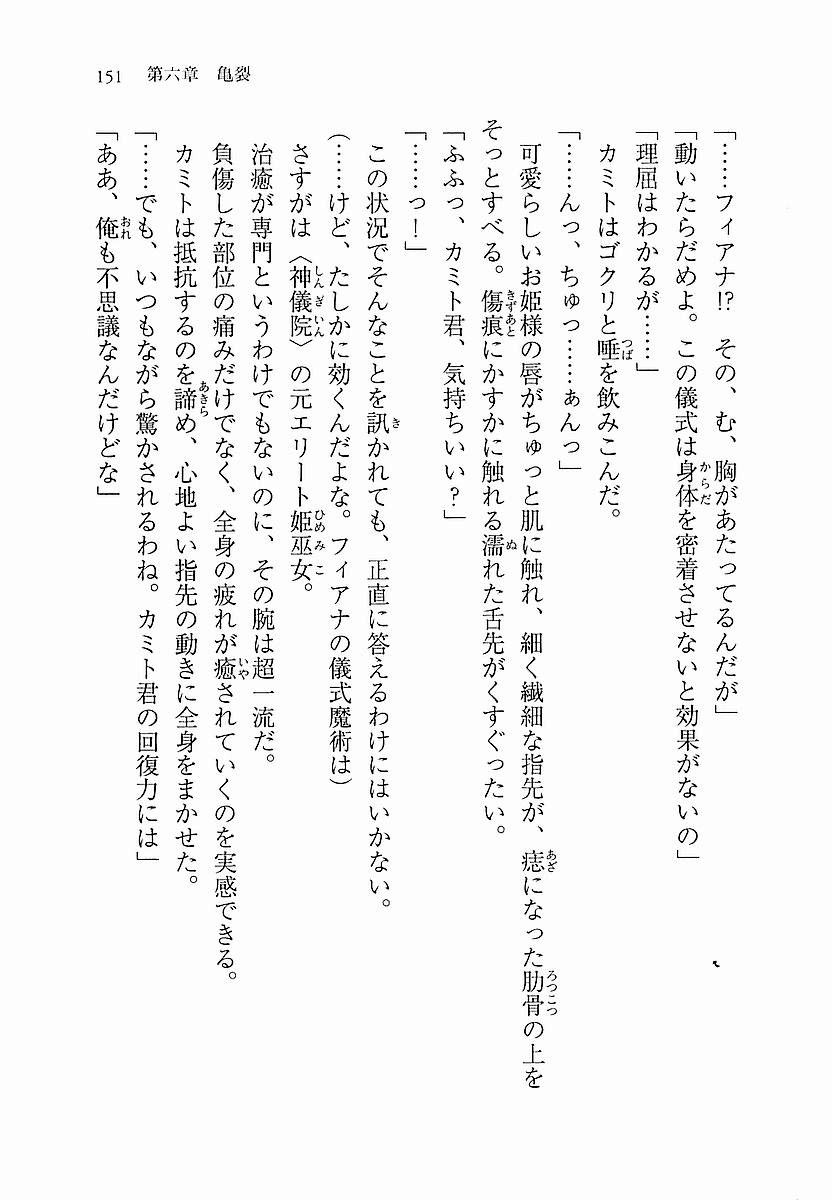 151　第六章　亀裂
「……フィアナ!?　その、む、胸があたってるんだが」
「動いたらだめよ。この儀式は身体を密着させないと効果がないの」
「理屈はわかるが……」
　カミトはゴクリと唾を飲みこんだ。
「……んっ、ちゅっ……ぁんっ」
　可愛らしいお姫様の唇がちゅっと肌に触れ、細く繊細な指先が、痣になった肋骨の上を
そっとすべる。傷痕にかすかに触れる濡れた舌先がくすぐったい。
「ふふっ、カミト君、気持ちいい？」
「……っ！」
　この状況でそんなことを訊かれても、正直に答えるわけにはいかない。
（……けど、たしかに効くんだよな。フィアナの儀式魔術は）
　さすがは〈神儀院〉の元エリート姫巫女。
　治癒が専門というわけでもないのに、その腕は超一流だ。
　負傷した部位の痛みだけでなく、全身の疲れが癒されていくのを実感できる。
　カミトは抵抗するのを諦め、心地よい指先の動きに全身をまかせた。
「……でも、いつもながら驚かされるわね。カミト君の回復力には」
「ああ、俺も不思議なんだけどな」